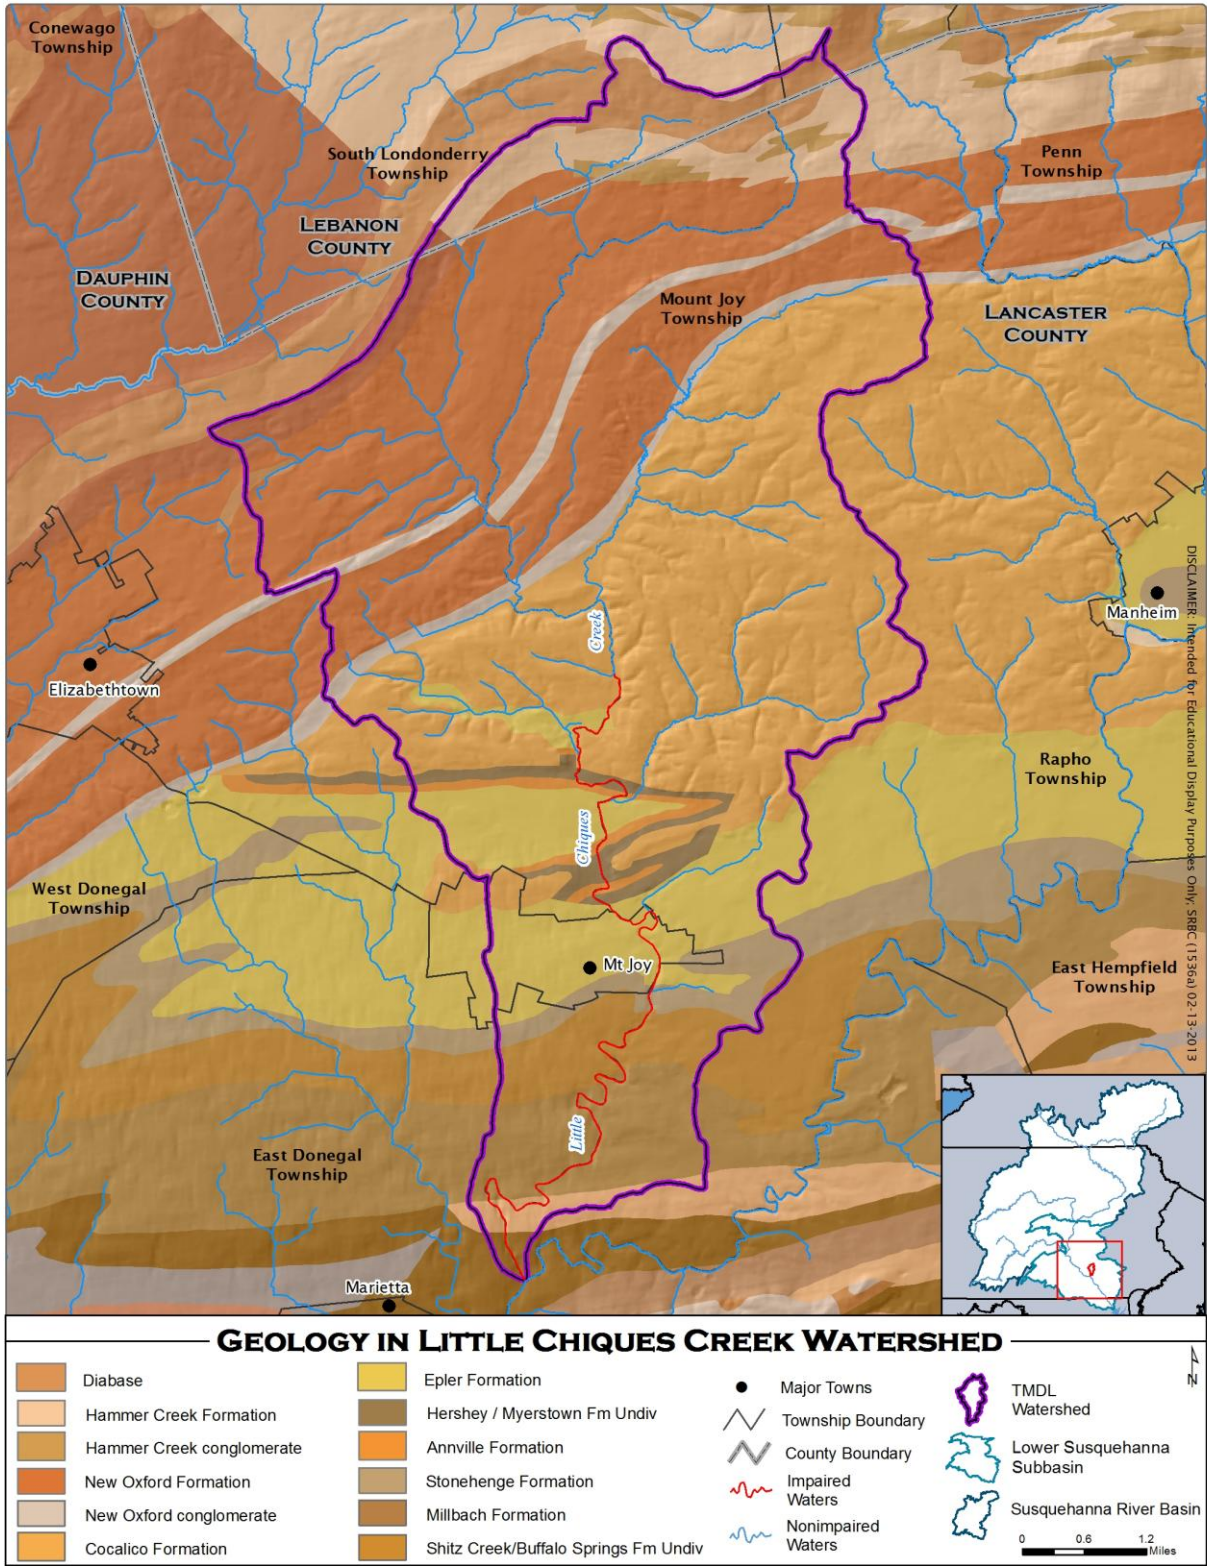 Conewago
Township
South Londonderry
Township
Penn
Township
LEBANON
COUNTY
DAUPHIN
COUNTY
Mount Joy
Township
LANCASTER
COUNTY
Manheim
Creek
Elizabethtown
Rapho
Township
Chiques
West Donegal
Township
Mt Joy
East Hempfield
Township
Little
East Donegal
Township
Marietta
DISCLAIMER: Intended for Educational Display Purposes Only; SRBC (1536a) 02-13-2013
GEOLOGY IN LITTLE CHIQUES CREEK WATERSHED
Diabase
Hammer Creek Formation
Hammer Creek conglomerate
New Oxford Formation
New Oxford conglomerate
Cocalico Formation
Epler Formation
Hershey / Myerstown Fm Undiv
Annville Formation
Stonehenge Formation
Millbach Formation
Shitz Creek/Buffalo Springs Fm Undiv
Major Towns
Township Boundary
County Boundary
Impaired
Waters
Nonimpaired
Waters
TMDL
Watershed
Lower Susquehanna
Subbasin
Susquehanna River Basin
N
0 0.6 1.2
Miles